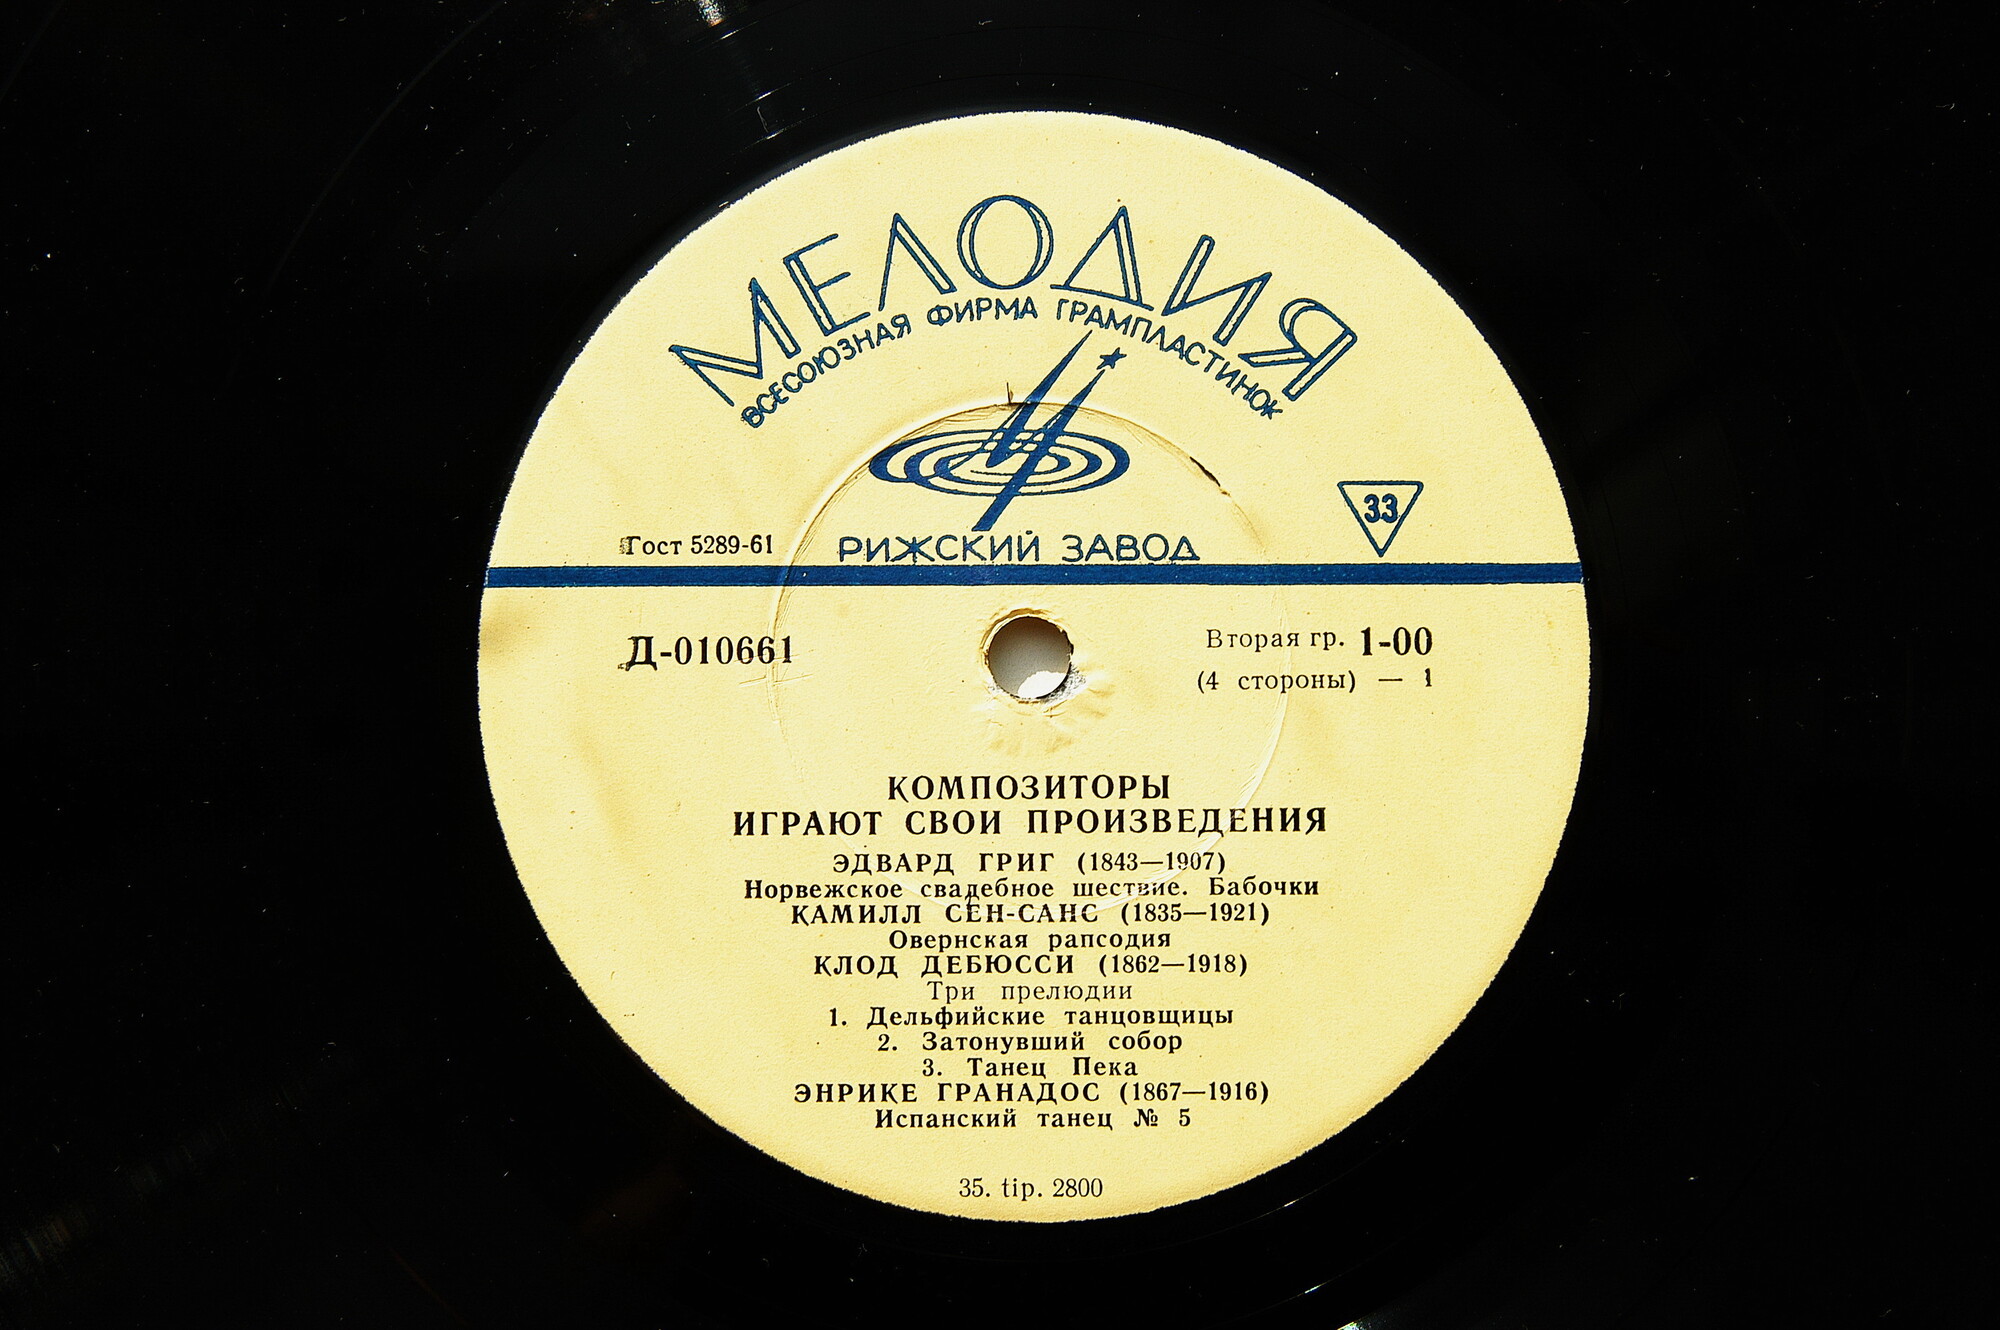 МЕЛОДИЯ
ВСЕСОЮЗНАЯ ФИРМА ГРАМПЛАСТИНОК
33
Гост 5289-61
РИЖСКИЙ ЗАВОД
Д-010661
Вторая гр. 1-00
(4 стороны) — 1
КОМПОЗИТОРЫ
ИГРАЮТ СВОИ ПРОИЗВЕДЕНИЯ
ЭДВАРД ГРИГ (1843—1907)
Норвежское свадебное шествие. Бабочки
КАМИЛЛ СЕН-САНС (1835—1921)
Овернская рапсодия
КЛОД ДЕБЮССИ (1862—1918)
Три прелюдии
1. Дельфийские танцовщицы
2. Затонувший собор
3. Танец Пека
ЭНРИКЕ ГРАНАДОС (1867—1916)
Испанский танец № 5
35. tip. 2800